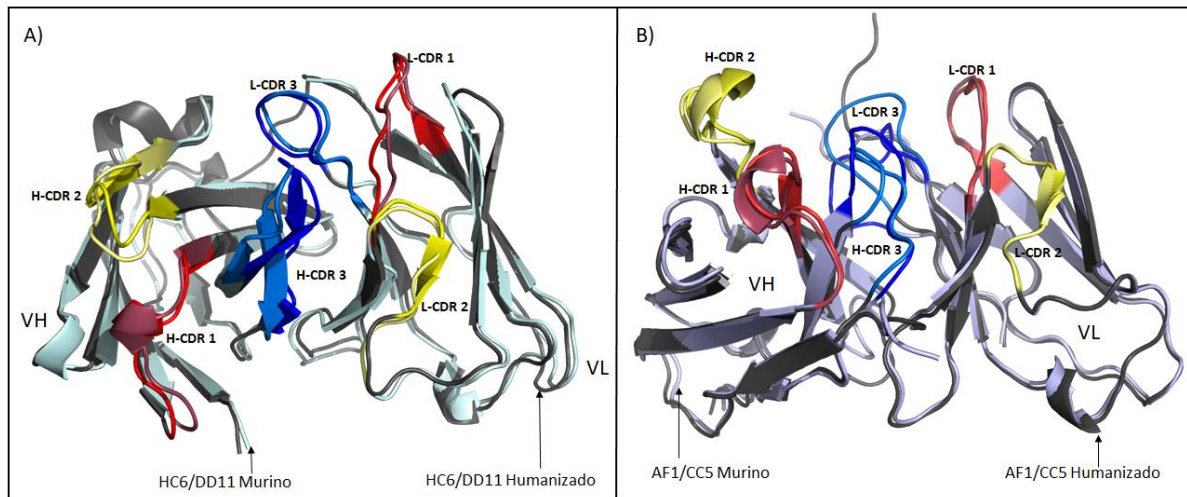 A)
L-CDR 1
L-CDR 3
H-CDR 2
H-CDR 3
L-CDR 2
VH
H-CDR 1
VL
HC6/DD11 Murino
HC6/DD11 Humanizado
B)
H-CDR 2
L-CDR 1
L-CDR 3
H-CDR 1
H-CDR 3
L-CDR 2
VH
VL
AF1/CC5 Murino
AF1/CC5 Humanizado